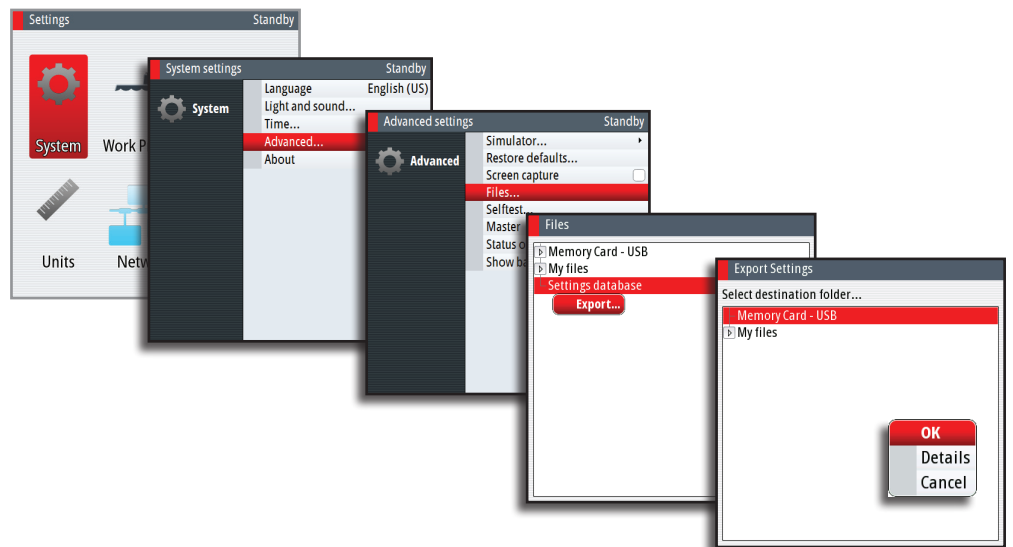 Settings Standby
System Work P
Units Netw
System settings Standby
System
Language English (US)
Light and sound...
Time...
Advanced...
About
Advanced settings Standby
Advanced
Simulator...
Restore defaults...
Screen capture
Files...
Selftest...
Master
Status o
Show ba
Files
Memory Card - USB
My files
Settings database
Export...
Export Settings
Select destination folder...
Memory Card - USB
My files
OK
Details
Cancel